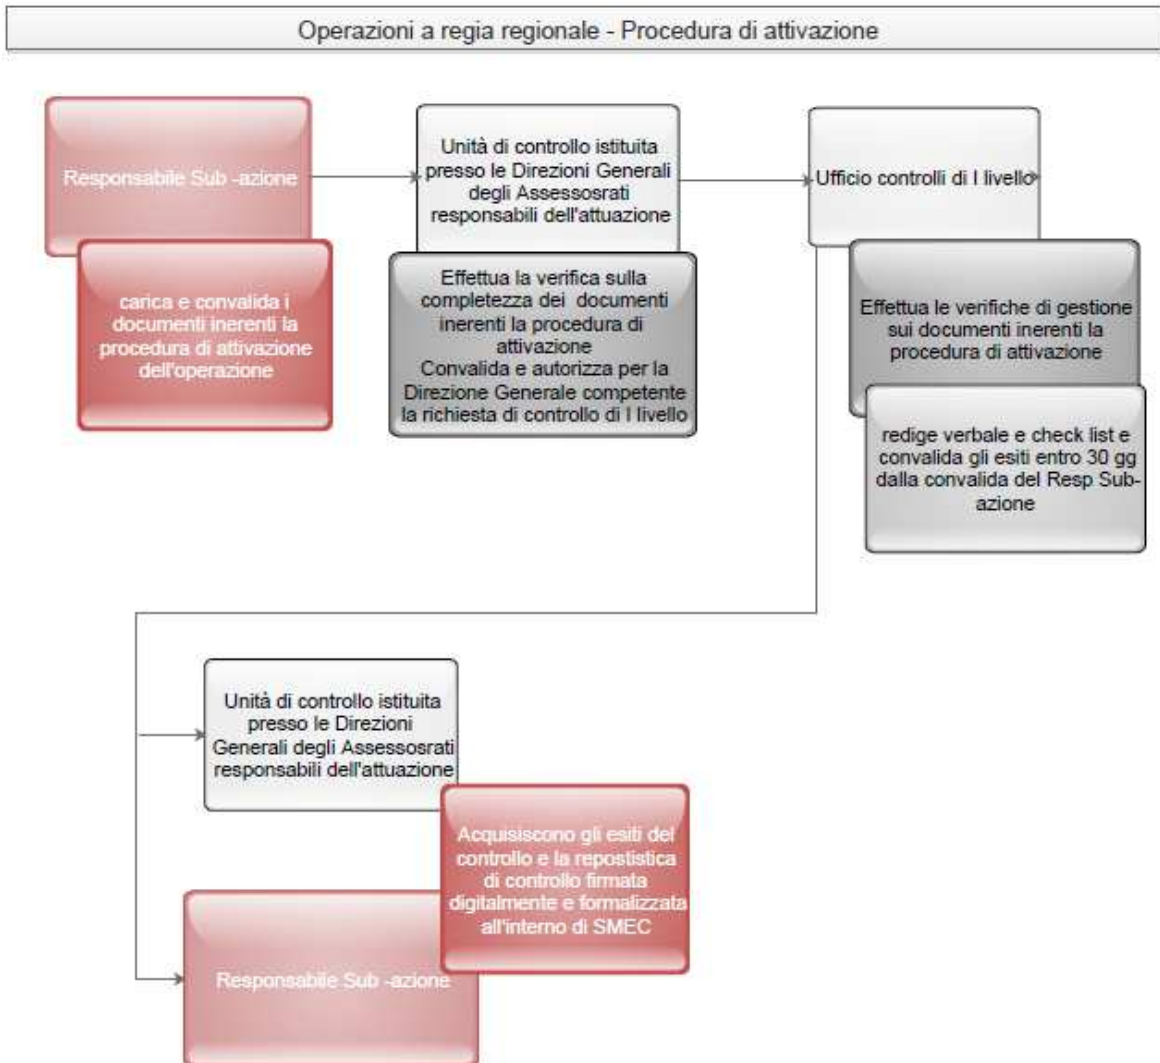 Operazioni a regia regionale - Procedura di attivazione
Responsabile Sub -azione
carica e convalida i
documenti inerenti la
procedura di attivazione
dell'operazione
Unità di controllo istituita
presso le Direzioni Generali
degli Assessosrati
responsabili dell'attuazione
Effettua la verifica sulla
completezza dei documenti
inerenti la procedura di
attivazione
Convalida e autorizza per la
Direzione Generale competente
la richiesta di controllo di I livello
Ufficio controlli di I livello
Effettua le verifiche di gestione
sui documenti inerenti la
procedura di attivazione
redige verbale e check list e
convalida gli esiti entro 30 gg
dalla convalida del Resp Sub-
azione
Unità di controllo istituita
presso le Direzioni
Generali degli Assessosrati
responsabili dell'attuazione
Acquisiscono gli esiti del
controllo e la repostistica
di controllo firmata
digitalmente e formalizzata
all'interno di SMEC
Responsabile Sub -azione